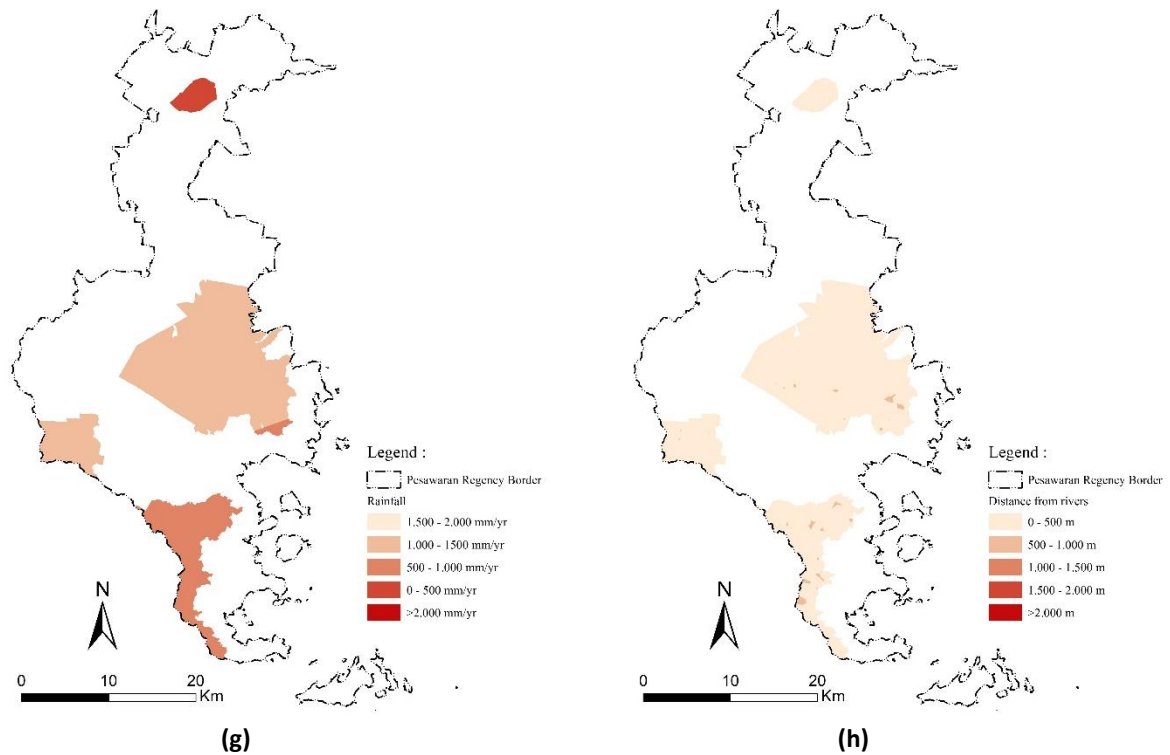 Legend :
Pesawaran Regency Border
Rainfall
1.500 - 2.000 mm/yr
1.000 - 1500 mm/yr
500 - 1.000 mm/yr
0 - 500 mm/yr
>2.000 mm/yr
N
0 10 20
Km
(g)
Legend :
Pesawaran Regency Border
Distance from rivers
0 - 500 m
500 - 1.000 m
1.000 - 1.500 m
1.500 - 2.000 m
>2.000 m
N
0 10 20
Km
(h)